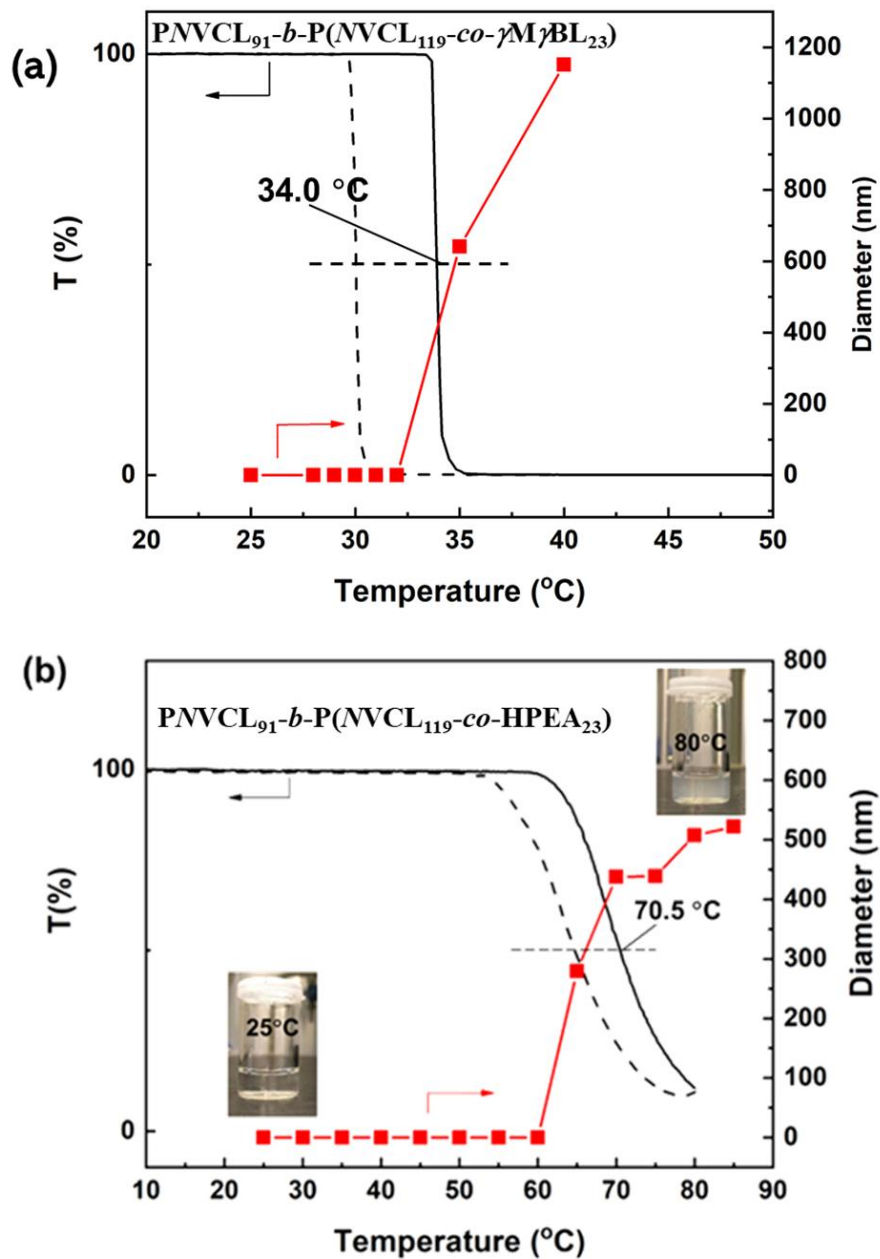 (a)
PNVCL₉₁-b-P(NVCL₁₁₉-co-γMγBL₂₃)
100
0
T (%)
34.0 °C
1200
1000
800
600
400
200
0
Diameter (nm)
20 25 30 35 40 45 50
Temperature (°C)
(b)
PNVCL₉₁-b-P(NVCL₁₁₉-co-HPEA₂₃)
100
0
T(%)
80°C
70.5 °C
25°C
800
700
600
500
400
300
200
100
0
Diameter (nm)
10 20 30 40 50 60 70 80 90
Temperature (°C)